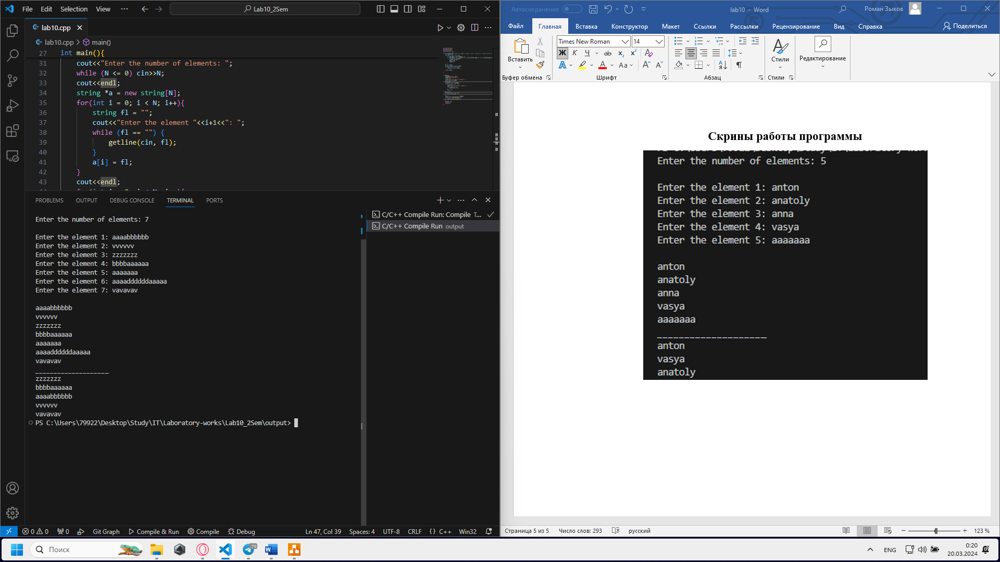 File Edit Selection View ··· Lab10_2Sem
lab10.cpp
lab10.cpp > main()
27 int main(){
31 cout<<"Enter the number of elements: ";
32 while (N <= 0) cin>>N;
33 cout<<endl;
34 string *a = new string[N];
35 for(int i = 0; i < N; i++){
36 string fl = "";
37 cout<<"Enter the element "<<i+1<<": ";
38 while (fl == "") {
39 getline(cin, fl);
40 }
41 a[i] = fl;
42 }
43 cout<<endl;
PROBLEMS OUTPUT DEBUG CONSOLE TERMINAL PORTS
C/C++ Compile Run: Compile T...
C/C++ Compile Run output
Enter the number of elements: 7
Enter the element 1: aaaabbbbbb
Enter the element 2: vvvvvv
Enter the element 3: zzzzzzz
Enter the element 4: bbbbaaaaaa
Enter the element 5: aaaaaaa
Enter the element 6: aaaaddddddaaaaa
Enter the element 7: vavavav
aaaabbbbbb
vvvvvv
zzzzzzz
bbbbaaaaaa
aaaaaaa
aaaaddddddaaaaa
vavavav
____________________
zzzzzzz
bbbbaaaaaa
aaaabbbbbb
vvvvvv
vavavav
PS C:\Users\79922\Desktop\Study\IT\Laboratory-works\Lab10_2Sem\output>
0 0 0 Git Graph Compile & Run Compile Debug Ln 47, Col 39 Spaces: 4 UTF-8 CRLF {} C++ Win32
Автосохранение lab10 - Word Роман Зыков
Файл Главная Вставка Конструктор Макет Ссылки Рассылки Рецензирование Вид Справка Поделиться
Вставить
Буфер обмена
Times New Roman 14
Ж К Ч ab x₂ x²
А А Aa A A
Шрифт
Абзац
Стили
Стили
Редактирование
Скрины работы программы
Enter the number of elements: 5
Enter the element 1: anton
Enter the element 2: anatoly
Enter the element 3: anna
Enter the element 4: vasya
Enter the element 5: aaaaaaa
anton
anatoly
anna
vasya
aaaaaaa
____________________
anton
vasya
anatoly
Страница 5 из 5 Число слов: 293 русский 123 %
Поиск 79 ENG 0:20
20.03.2024